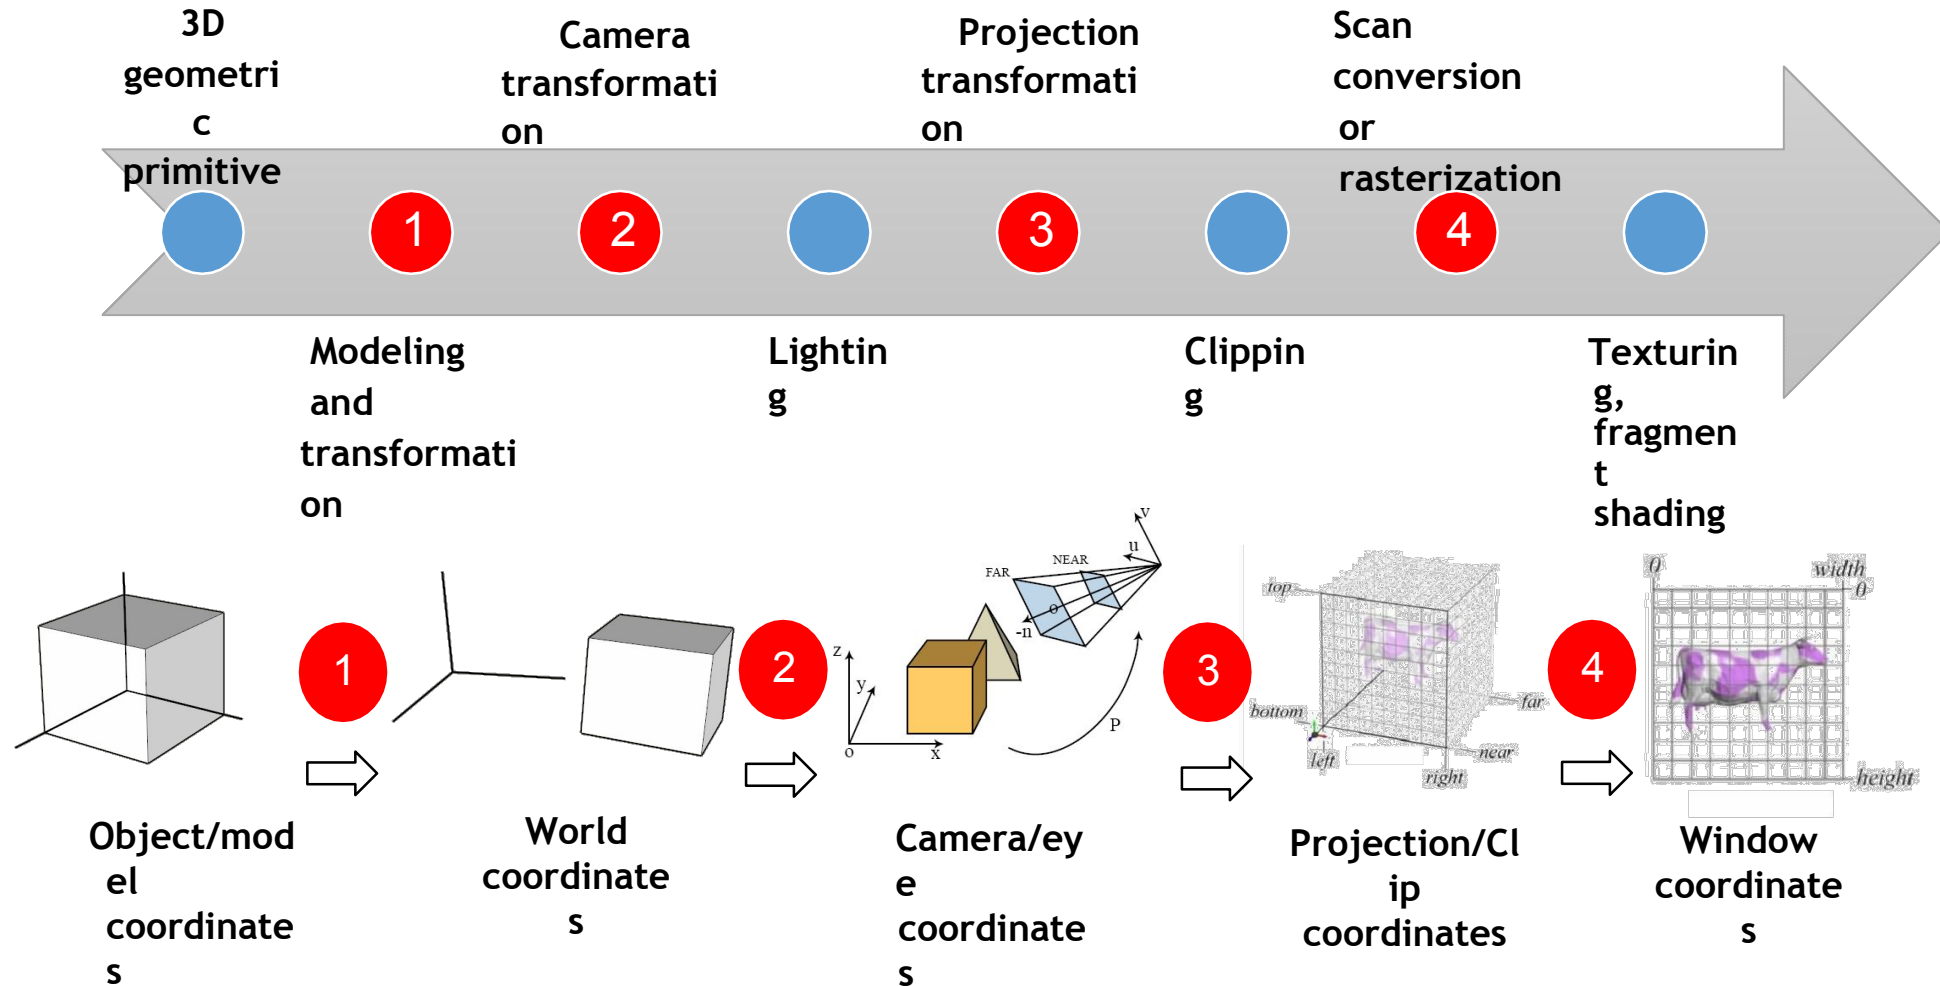 3D
geometri
c
primitive
Camera
transformati
on
Projection
transformati
on
Scan
conversion
or
rasterization
1
2
3
4
Modeling
and
transformati
on
Lightin
g
Clippin
g
Texturin
g,
fragmen
t
shading
1
2
3
4
v
u
NEAR
FAR
o
-n
z
y
o
x
P
top
bottom
left
right
near
far
0
width
0
height
Object/mod
el
coordinate
s
World
coordinate
s
Camera/ey
e
coordinate
s
Projection/Cl
ip
coordinates
Window
coordinate
s